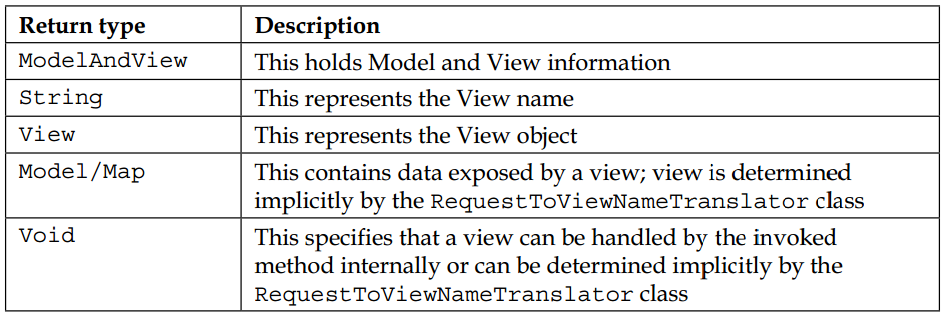 Return type Description
ModelAndView This holds Model and View information
String This represents the View name
View This represents the View object
Model/Map This contains data exposed by a view; view is determined
implicitly by the RequestToViewNameTranslator class
Void This specifies that a view can be handled by the invoked
method internally or can be determined implicitly by the
RequestToViewNameTranslator class